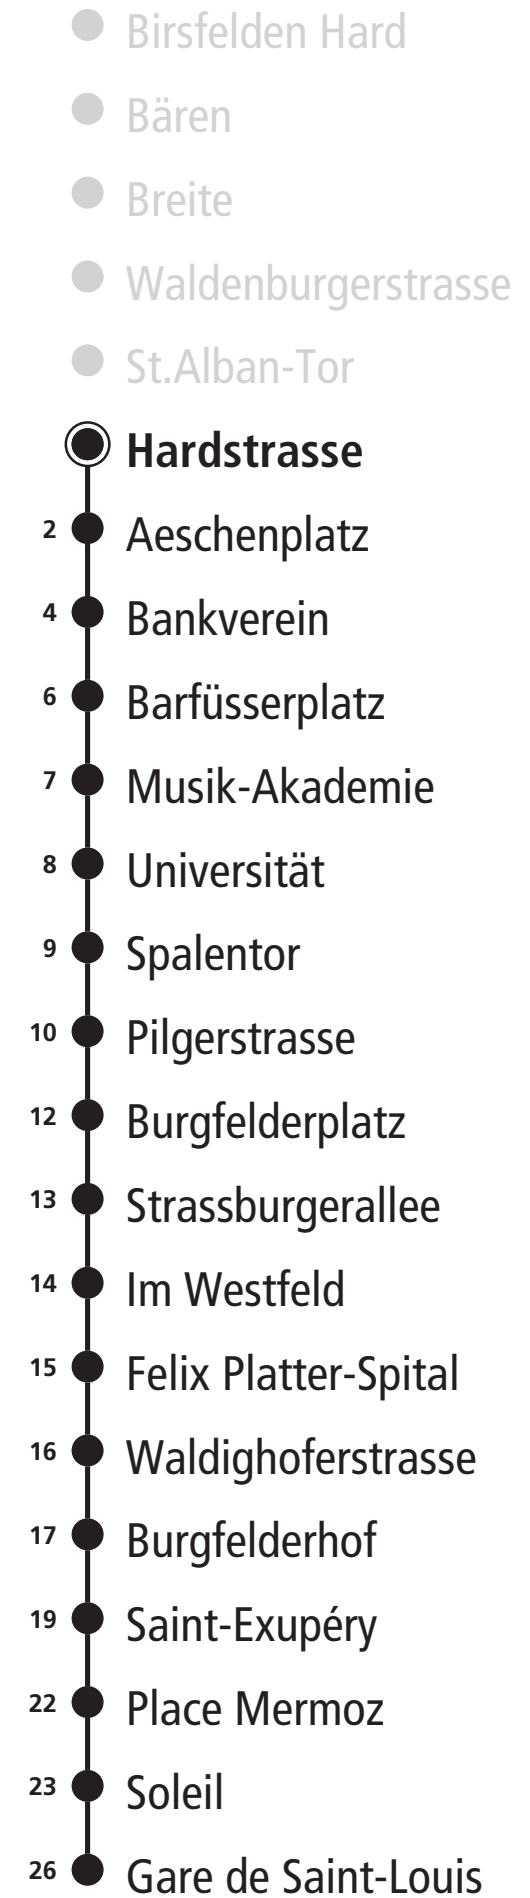 Birsfelden Hard
Bären
Breite
Waldenburgerstrasse
St.Alban-Tor
Hardstrasse
2 Aeschenplatz
4 Bankverein
6 Barfüsserplatz
7 Musik-Akademie
8 Universität
9 Spalentor
10 Pilgerstrasse
12 Burgfelderplatz
13 Strassburgerallee
14 Im Westfeld
15 Felix Platter-Spital
16 Waldighoferstrasse
17 Burgfelderhof
19 Saint-Exupéry
22 Place Mermoz
23 Soleil
26 Gare de Saint-Louis